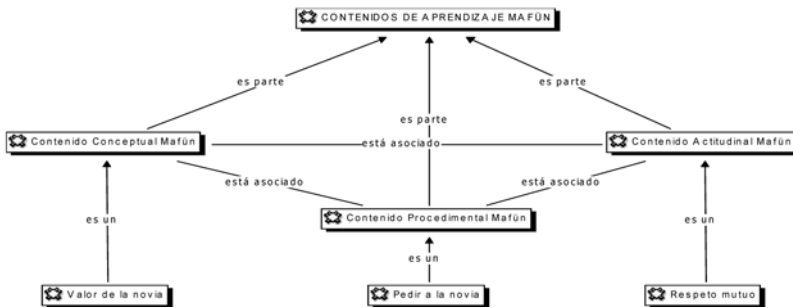 CONTENIDOS DE APRENDIZAJE MAFÜN
es parte
es parte
es parte
Contenido Conceptual Mafün
está asociado
Contenido Actitudinal Mafün
está asociado
está asociado
Contenido Procedimental Mafün
es un
es un
es un
Valor de la novia
Pedir a la novia
Respeto mutuo